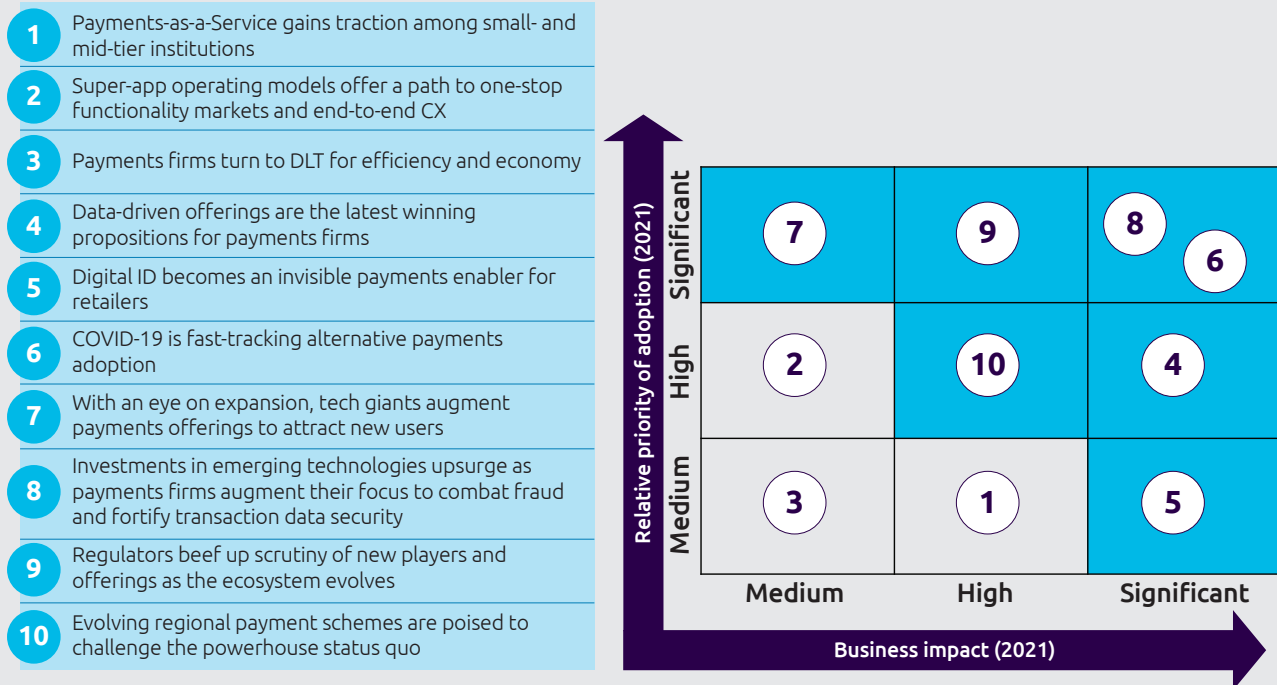 1
Payments-as-a-Service gains traction among small- and
mid-tier institutions
2
Super-app operating models offer a path to one-stop
functionality markets and end-to-end CX
3
Payments firms turn to DLT for efficiency and economy
4
Data-driven offerings are the latest winning
propositions for payments firms
5
Digital ID becomes an invisible payments enabler for
retailers
6
COVID-19 is fast-tracking alternative payments
adoption
7
With an eye on expansion, tech giants augment
payments offerings to attract new users
8
Investments in emerging technologies upsurge as
payments firms augment their focus to combat fraud
and fortify transaction data security
9
Regulators beef up scrutiny of new players and
offerings as the ecosystem evolves
10
Evolving regional payment schemes are poised to
challenge the powerhouse status quo
Relative priority of adoption (2021)
Significant
7
9
8
6
High
2
10
4
Medium
3
1
5
Medium
High
Significant
Business impact (2021)